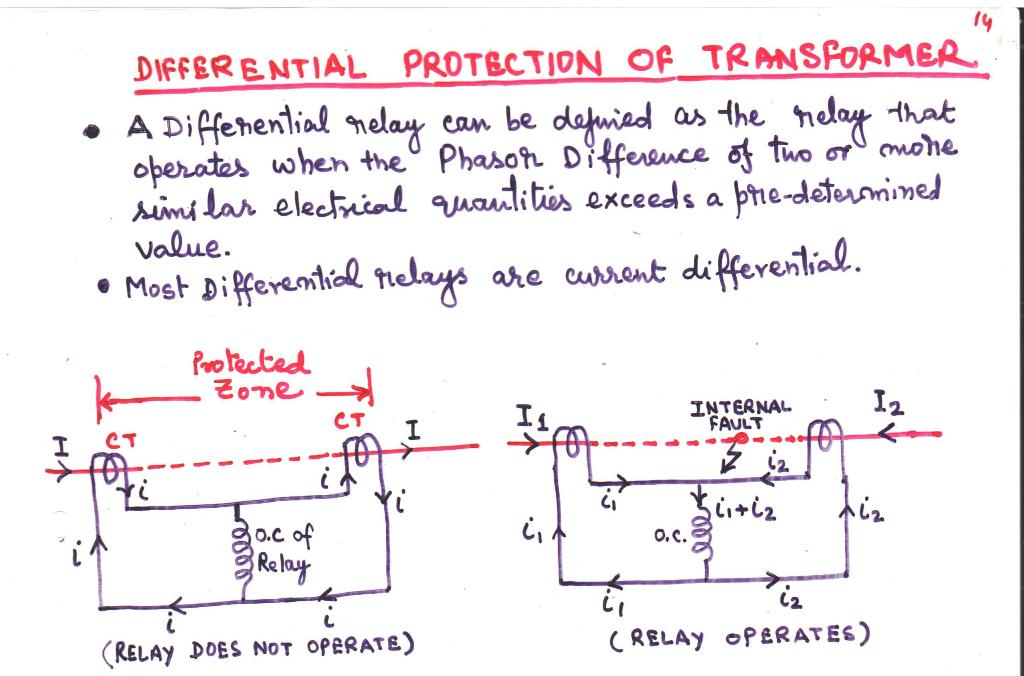 14
DIFFERENTIAL PROTECTION OF TRANSFORMER
• A Differential relay can be defined as the relay that
operates when the Phasor Difference of two or more
similar electrical quantities exceeds a pre-determined
value.
• Most Differential relays are current differential.
Protected
Zone
I CT CT I
i i i
i
O.C of
Relay
i i
(RELAY DOES NOT OPERATE)
I1 INTERNAL I2
FAULT
i2
i1 i1+i2 i2
i1 O.C.
i1 i2
(RELAY OPERATES)